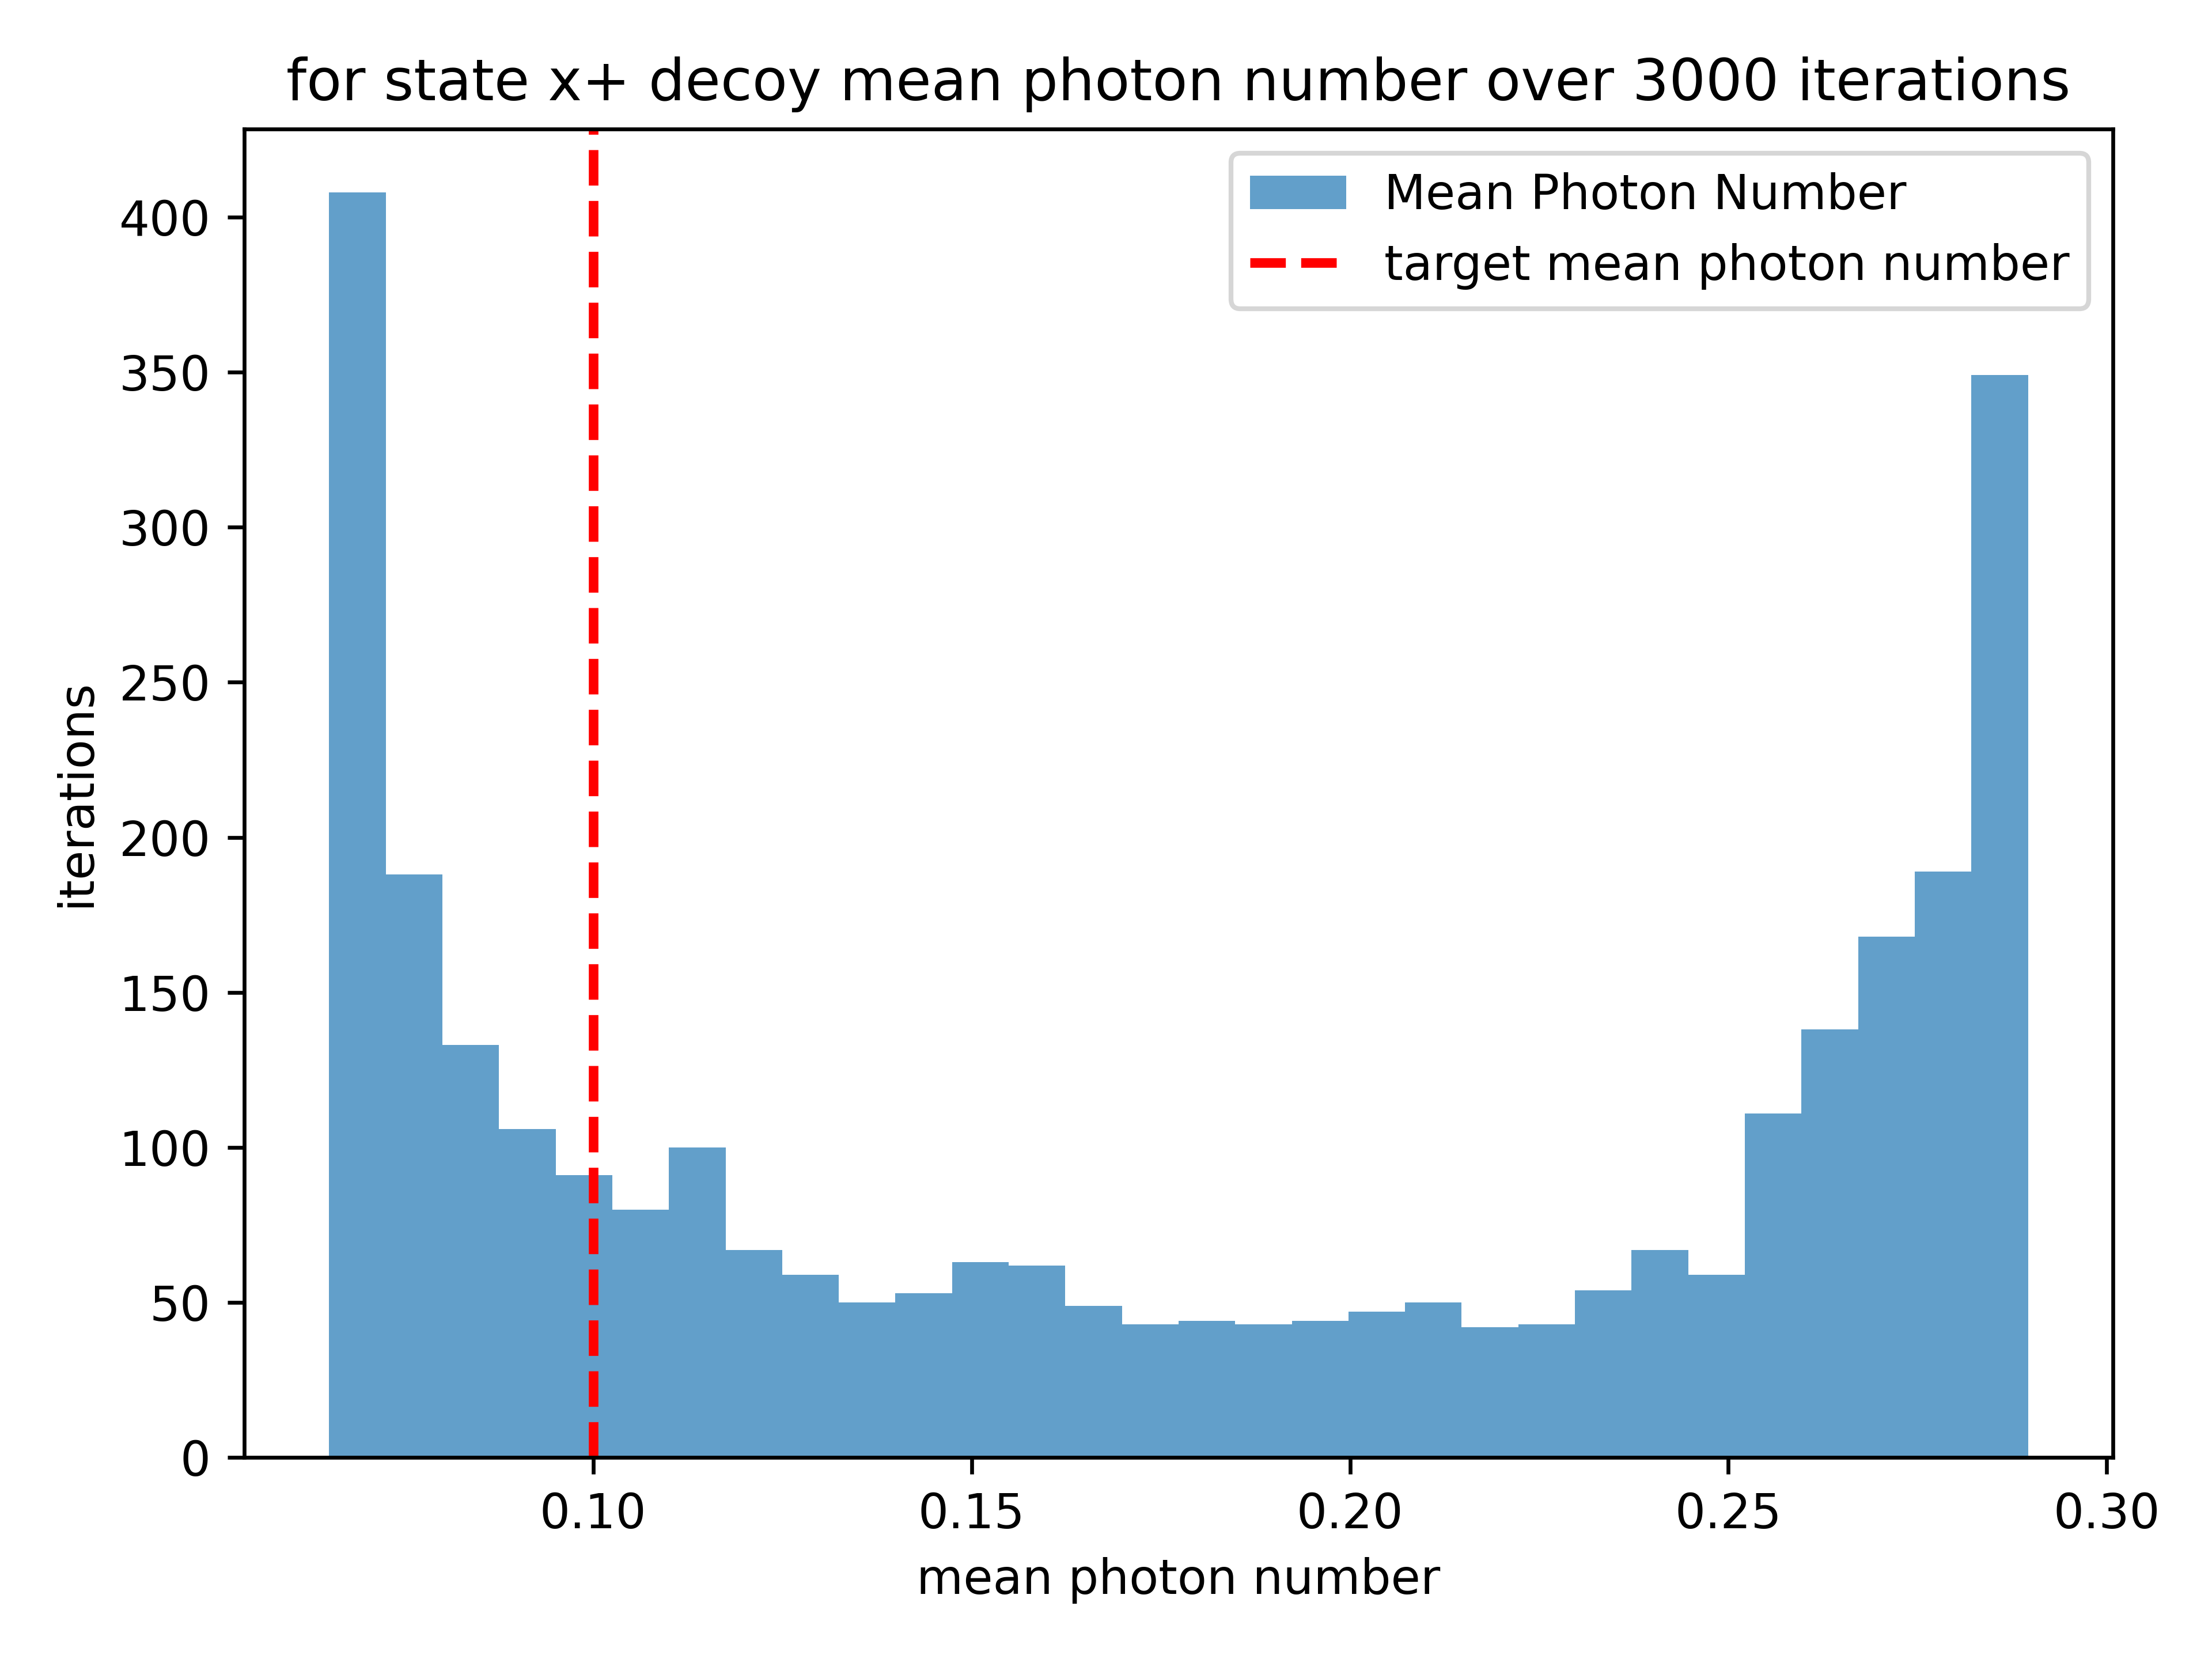 for state x+ decoy mean photon number over 3000 iterations
Mean Photon Number
target mean photon number
400
350
300
250
200
150
100
50
0
iterations
0.10 0.15 0.20 0.25 0.30
mean photon number